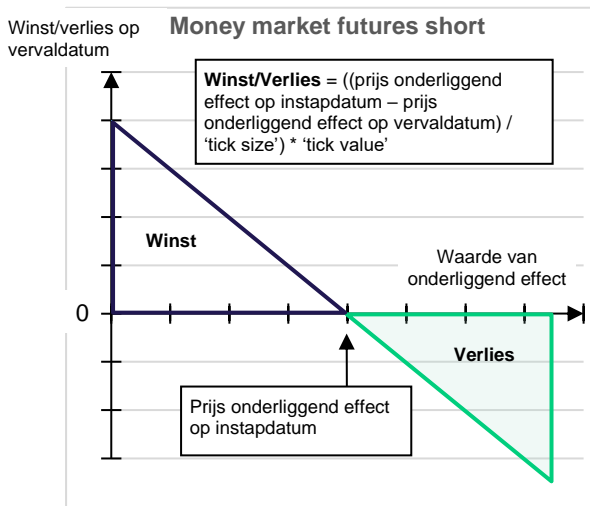 Money market futures short
Winst/verlies op
vervaldatum
Winst/Verlies = ((prijs onderliggend
effect op instapdatum – prijs
onderliggend effect op vervaldatum) /
‘tick size’) * ‘tick value’
Winst
Waarde van
onderliggend effect
0
Verlies
Prijs onderliggend effect
op instapdatum